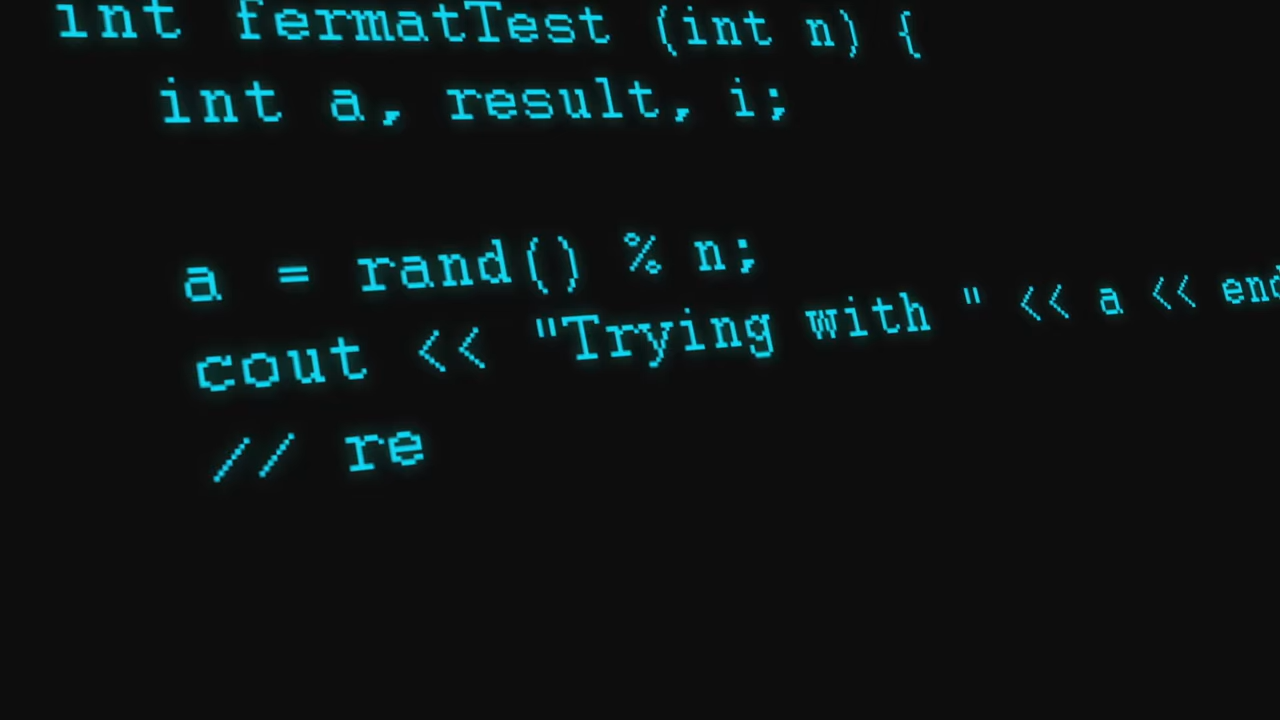 int fermatTest (int n) {
int a, result, i;
a = rand() % n;
cout << "Trying with " << a << end
// re